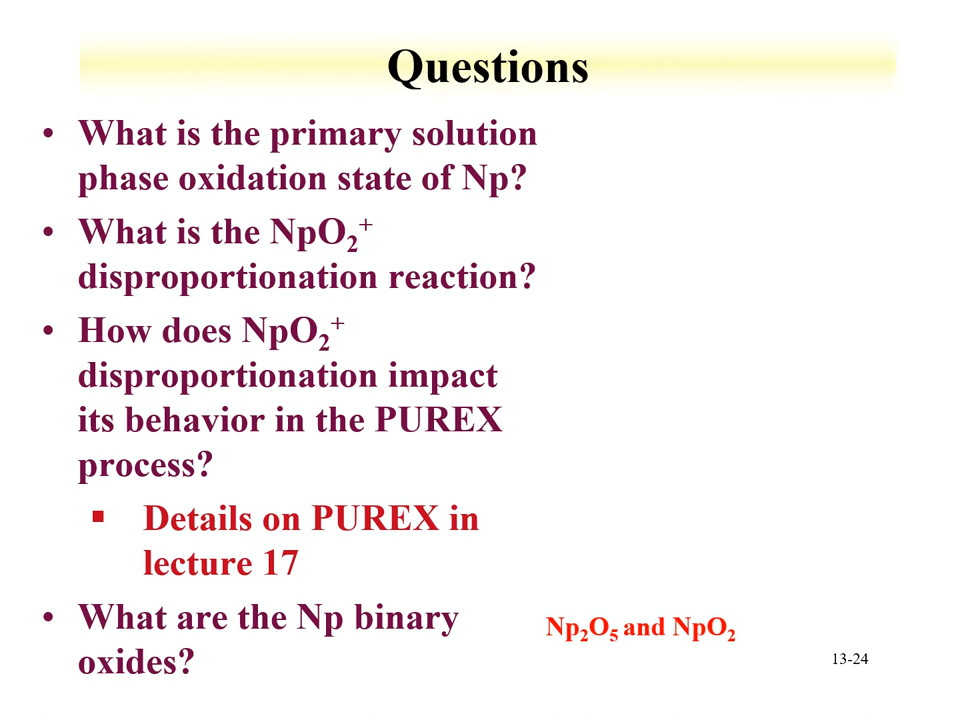 Questions
• What is the primary solution
phase oxidation state of Np?
• What is the NpO₂⁺
disproportionation reaction?
• How does NpO₂⁺
disproportionation impact
its behavior in the PUREX
process?
▪ Details on PUREX in
lecture 17
• What are the Np binary
oxides?
Np₂O₅ and NpO₂
13-24